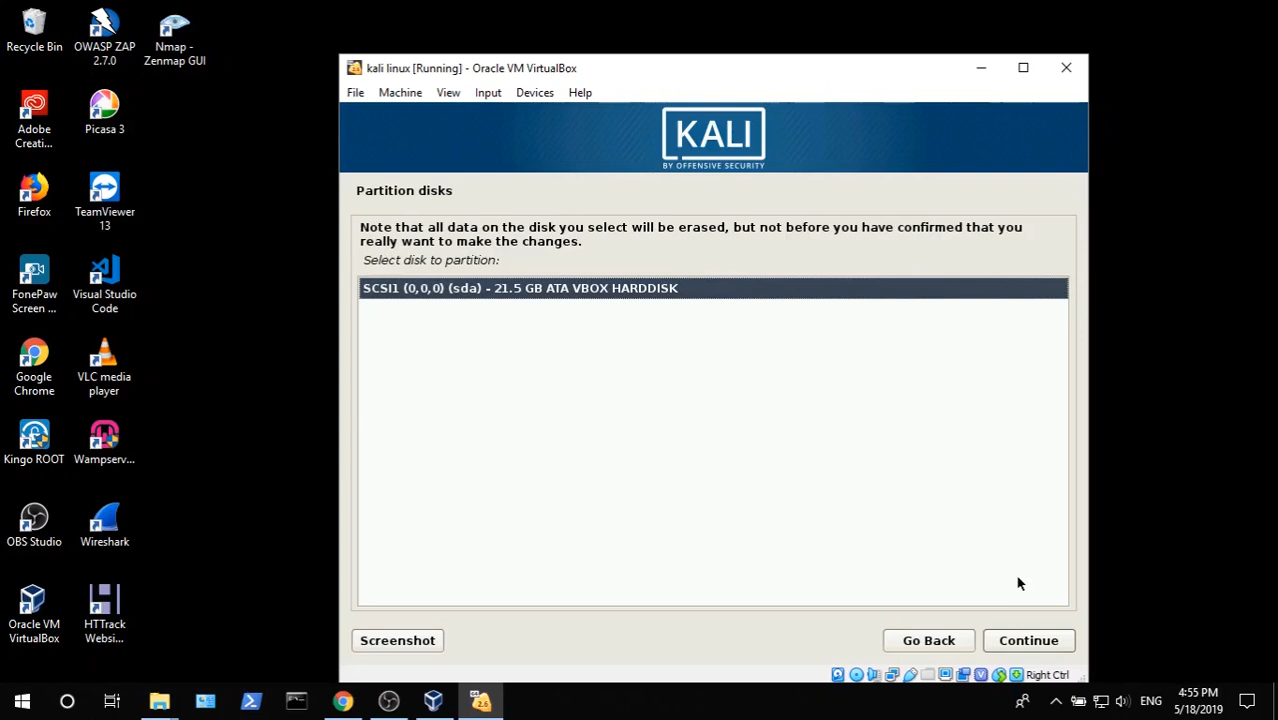 Recycle Bin
OWASP ZAP
2.7.0
Nmap -
Zenmap GUI
Adobe
Creati...
Picasa 3
Firefox
TeamViewer
13
FonePaw
Screen ...
Visual Studio
Code
Google
Chrome
VLC media
player
Kingo ROOT
Wampserv...
OBS Studio
Wireshark
Oracle VM
VirtualBox
HTTrack
Websi...
kali linux [Running] - Oracle VM VirtualBox
File Machine View Input Devices Help
KALI
BY OFFENSIVE SECURITY
Partition disks
Note that all data on the disk you select will be erased, but not before you have confirmed that you
really want to make the changes.
Select disk to partition:
SCSI1 (0,0,0) (sda) - 21.5 GB ATA VBOX HARDDISK
Screenshot
Go Back
Continue
Right Ctrl
2.6
ENG
4:55 PM
5/18/2019